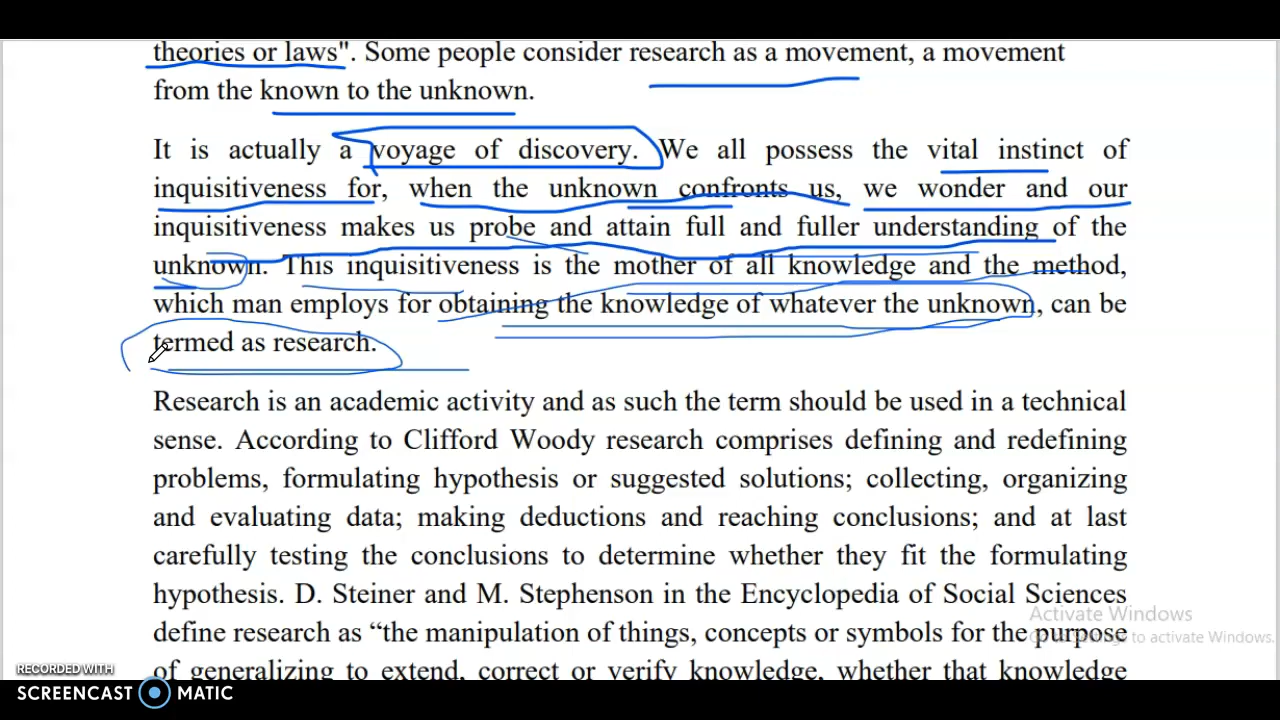 theories or laws". Some people consider research as a movement, a movement
from the known to the unknown.
It is actually a voyage of discovery. We all possess the vital instinct of
inquisitiveness for, when the unknown confronts us, we wonder and our
inquisitiveness makes us probe and attain full and fuller understanding of the
unknown. This inquisitiveness is the mother of all knowledge and the method,
which man employs for obtaining the knowledge of whatever the unknown, can be
termed as research.
Research is an academic activity and as such the term should be used in a technical
sense. According to Clifford Woody research comprises defining and redefining
problems, formulating hypothesis or suggested solutions; collecting, organizing
and evaluating data; making deductions and reaching conclusions; and at last
carefully testing the conclusions to determine whether they fit the formulating
hypothesis. D. Steiner and M. Stephenson in the Encyclopedia of Social Sciences
define research as “the manipulation of things, concepts or symbols for the purpose
of generalizing to extend, correct or verify knowledge, whether that knowledge
Activate Windows
Go to Settings to activate Windows.
RECORDED WITH
SCREENCAST MATIC